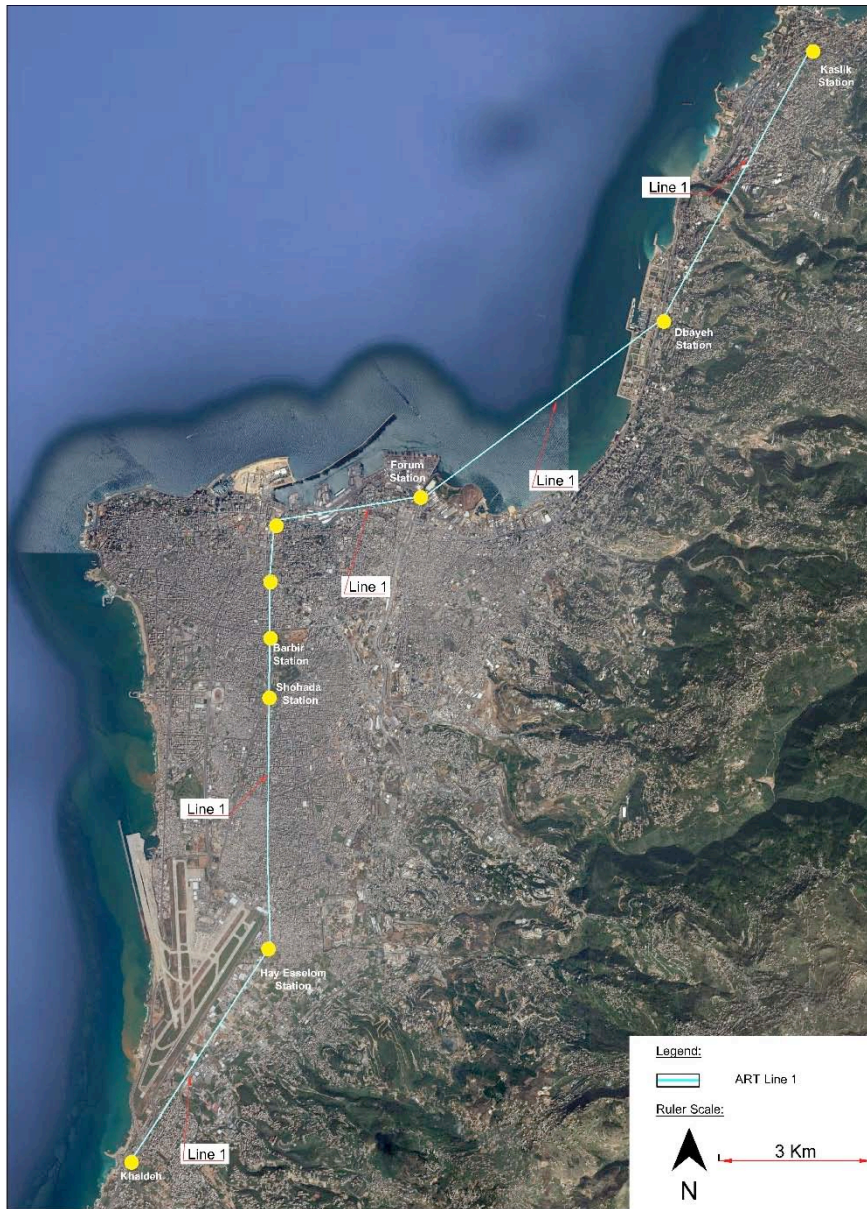 Kaslik
Station
Line 1
Dbayeh
Station
Forum
Station
Line 1
Line 1
Barbir
Station
Shohada
Station
Line 1
Hay Easelom
Station
Line 1
Khaldeh
Legend:
ART Line 1
Ruler Scale:
3 Km
N